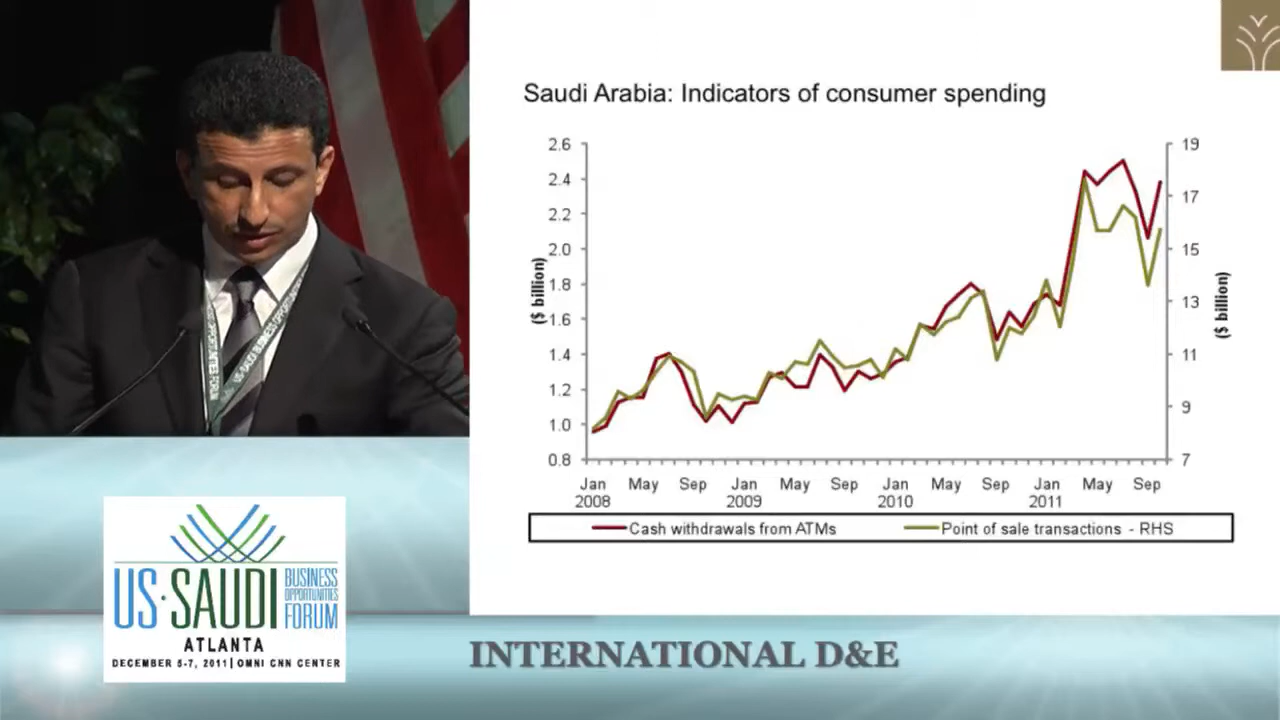 Saudi Arabia: Indicators of consumer spending
2.6
2.4
2.2
2.0
1.8
1.6
1.4
1.2
1.0
0.8
($ billion)
19
17
15
13
11
9
7
($ billion)
Jan May Sep Jan May Sep Jan May Sep Jan May Sep
2008 2009 2010 2011
Cash withdrawals from ATMs Point of sale transactions - RHS
US·SAUDI
BUSINESS
OPPORTUNITIES
FORUM
ATLANTA
DECEMBER 5-7, 2011 | OMNI CNN CENTER
INTERNATIONAL D&E